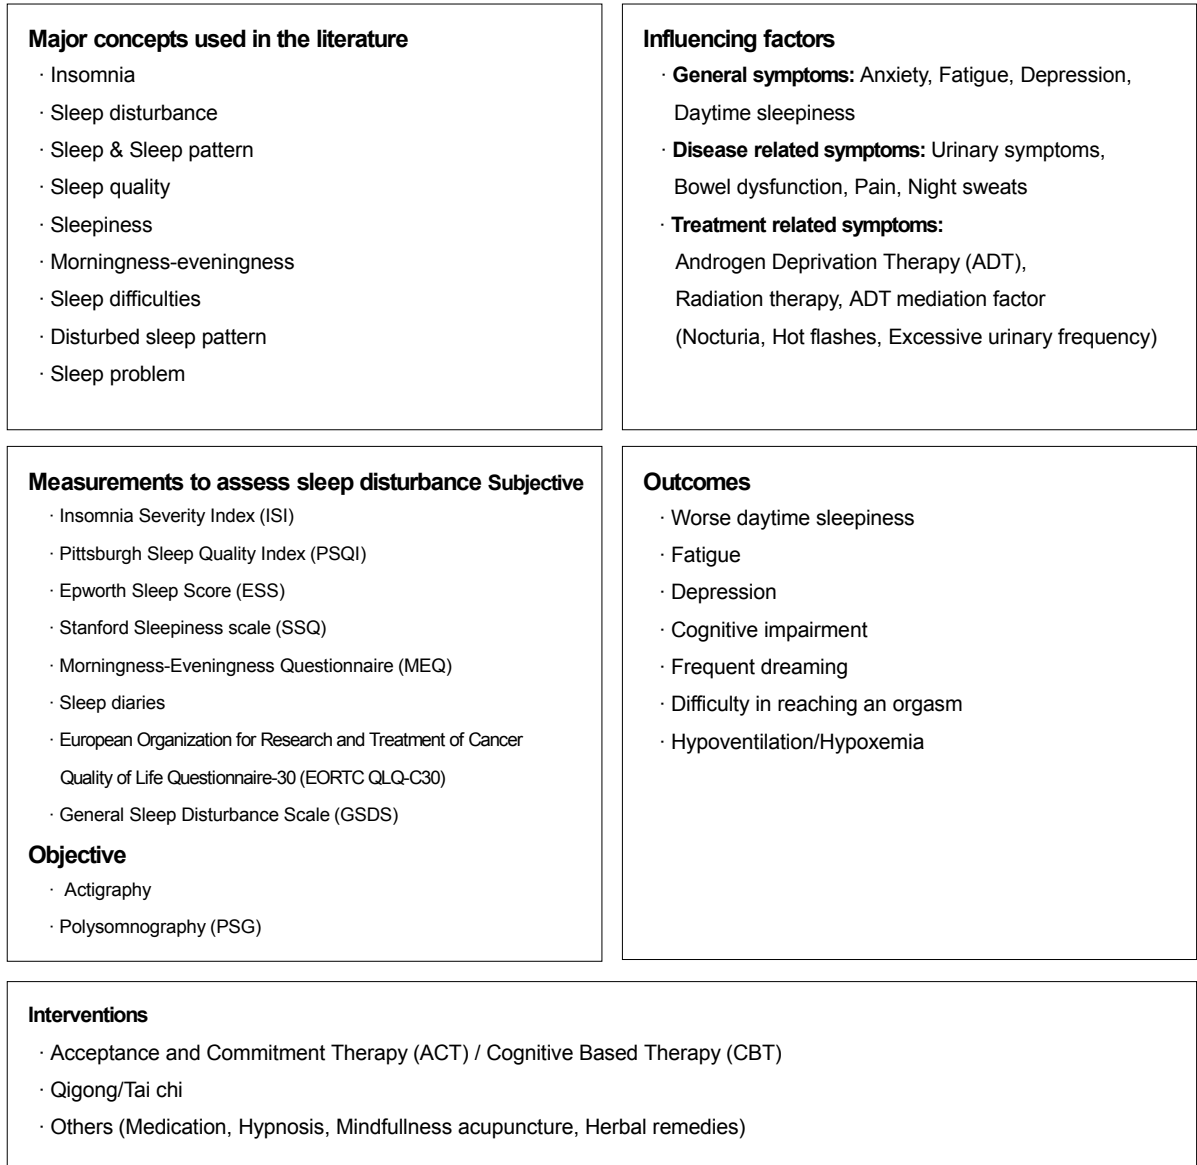 Major concepts used in the literature
· Insomnia
· Sleep disturbance
· Sleep & Sleep pattern
· Sleep quality
· Sleepiness
· Morningness-eveningness
· Sleep difficulties
· Disturbed sleep pattern
· Sleep problem
Influencing factors
· General symptoms: Anxiety, Fatigue, Depression,
Daytime sleepiness
· Disease related symptoms: Urinary symptoms,
Bowel dysfunction, Pain, Night sweats
· Treatment related symptoms:
Androgen Deprivation Therapy (ADT),
Radiation therapy, ADT mediation factor
(Nocturia, Hot flashes, Excessive urinary frequency)
Measurements to assess sleep disturbance Subjective
· Insomnia Severity Index (ISI)
· Pittsburgh Sleep Quality Index (PSQI)
· Epworth Sleep Score (ESS)
· Stanford Sleepiness scale (SSQ)
· Morningness-Eveningness Questionnaire (MEQ)
· Sleep diaries
· European Organization for Research and Treatment of Cancer
Quality of Life Questionnaire-30 (EORTC QLQ-C30)
· General Sleep Disturbance Scale (GSDS)
Objective
· Actigraphy
· Polysomnography (PSG)
Outcomes
· Worse daytime sleepiness
· Fatigue
· Depression
· Cognitive impairment
· Frequent dreaming
· Difficulty in reaching an orgasm
· Hypoventilation/Hypoxemia
Interventions
· Acceptance and Commitment Therapy (ACT) / Cognitive Based Therapy (CBT)
· Qigong/Tai chi
· Others (Medication, Hypnosis, Mindfullness acupuncture, Herbal remedies)